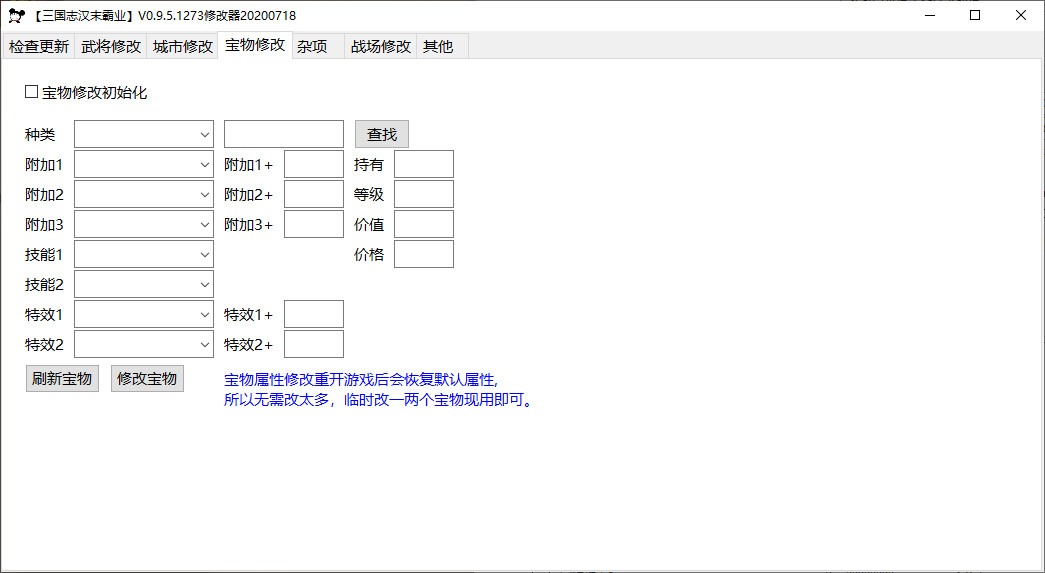 【三国志汉末霸业】V0.9.5.1273修改器20200718
检查更新 武将修改 城市修改 宝物修改 杂项 战场修改 其他
宝物修改初始化
种类 查找
附加1 附加1+ 持有
附加2 附加2+ 等级
附加3 附加3+ 价值
技能1 价格
技能2
特效1 特效1+
特效2 特效2+
刷新宝物 修改宝物 宝物属性修改重开游戏后会恢复默认属性,
所以无需改太多，临时改一两个宝物现用即可。